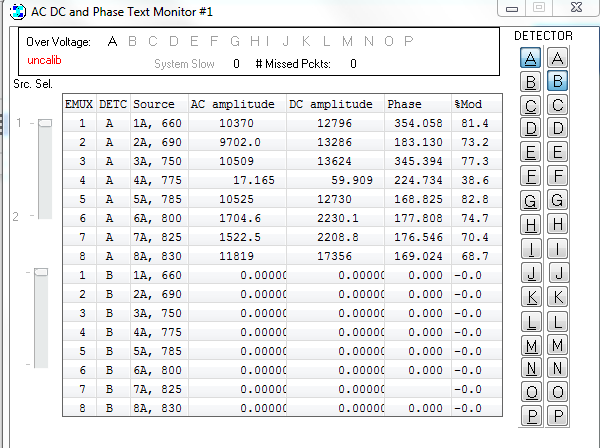 AC DC and Phase Text Monitor #1
Over Voltage: A B C D E F G H I J K L M N O P
uncalib System Slow 0 # Missed Pckts: 0
DETECTOR
Src. Sel.
1
2
EMUX DETC Source AC amplitude DC amplitude Phase %Mod
1 A 1A, 660 10370 12796 354.058 81.4
2 A 2A, 690 9702.0 13286 183.130 73.2
3 A 3A, 750 10509 13624 345.394 77.3
4 A 4A, 775 17.165 59.909 224.734 38.6
5 A 5A, 785 10525 12730 168.825 82.8
6 A 6A, 800 1704.6 2230.1 177.808 74.7
7 A 7A, 825 1522.5 2208.8 176.546 70.4
8 A 8A, 830 11819 17356 169.024 68.7
1 B 1A, 660 0.00000 0.00000 0.000 -0.0
2 B 2A, 690 0.00000 0.00000 0.000 -0.0
3 B 3A, 750 0.00000 0.00000 0.000 -0.0
4 B 4A, 775 0.00000 0.00000 0.000 -0.0
5 B 5A, 785 0.00000 0.00000 0.000 -0.0
6 B 6A, 800 0.00000 0.00000 0.000 -0.0
7 B 7A, 825 0.00000 0.00000 -0.0
8 B 8A, 830 0.00000 0.00000 0.000 -0.0
A A
B B
C C
D D
E E
F F
G G
H H
I I
J J
K K
L L
M M
N N
O O
P P